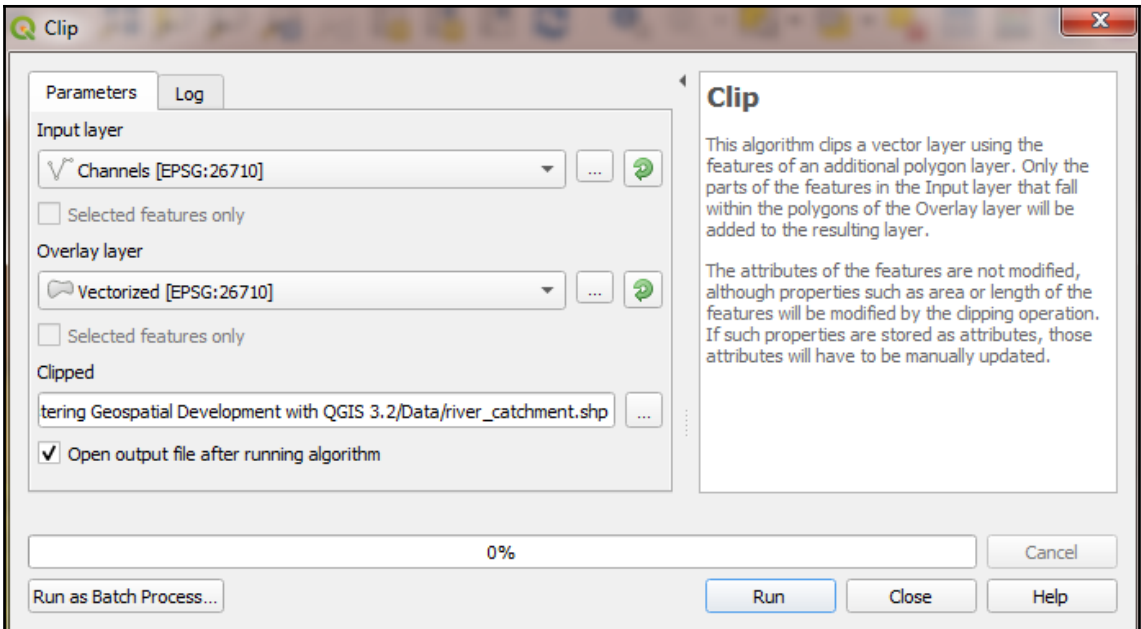 Clip
Parameters
Log
Input layer
Channels [EPSG:26710]
...
Selected features only
Overlay layer
Vectorized [EPSG:26710]
...
Selected features only
Clipped
tering Geospatial Development with QGIS 3.2/Data/river_catchment.shp
...
Open output file after running algorithm
Clip
This algorithm clips a vector layer using the
features of an additional polygon layer. Only the
parts of the features in the Input layer that fall
within the polygons of the Overlay layer will be
added to the resulting layer.
The attributes of the features are not modified,
although properties such as area or length of the
features will be modified by the clipping operation.
If such properties are stored as attributes, those
attributes will have to be manually updated.
0%
Cancel
Run as Batch Process...
Run
Close
Help